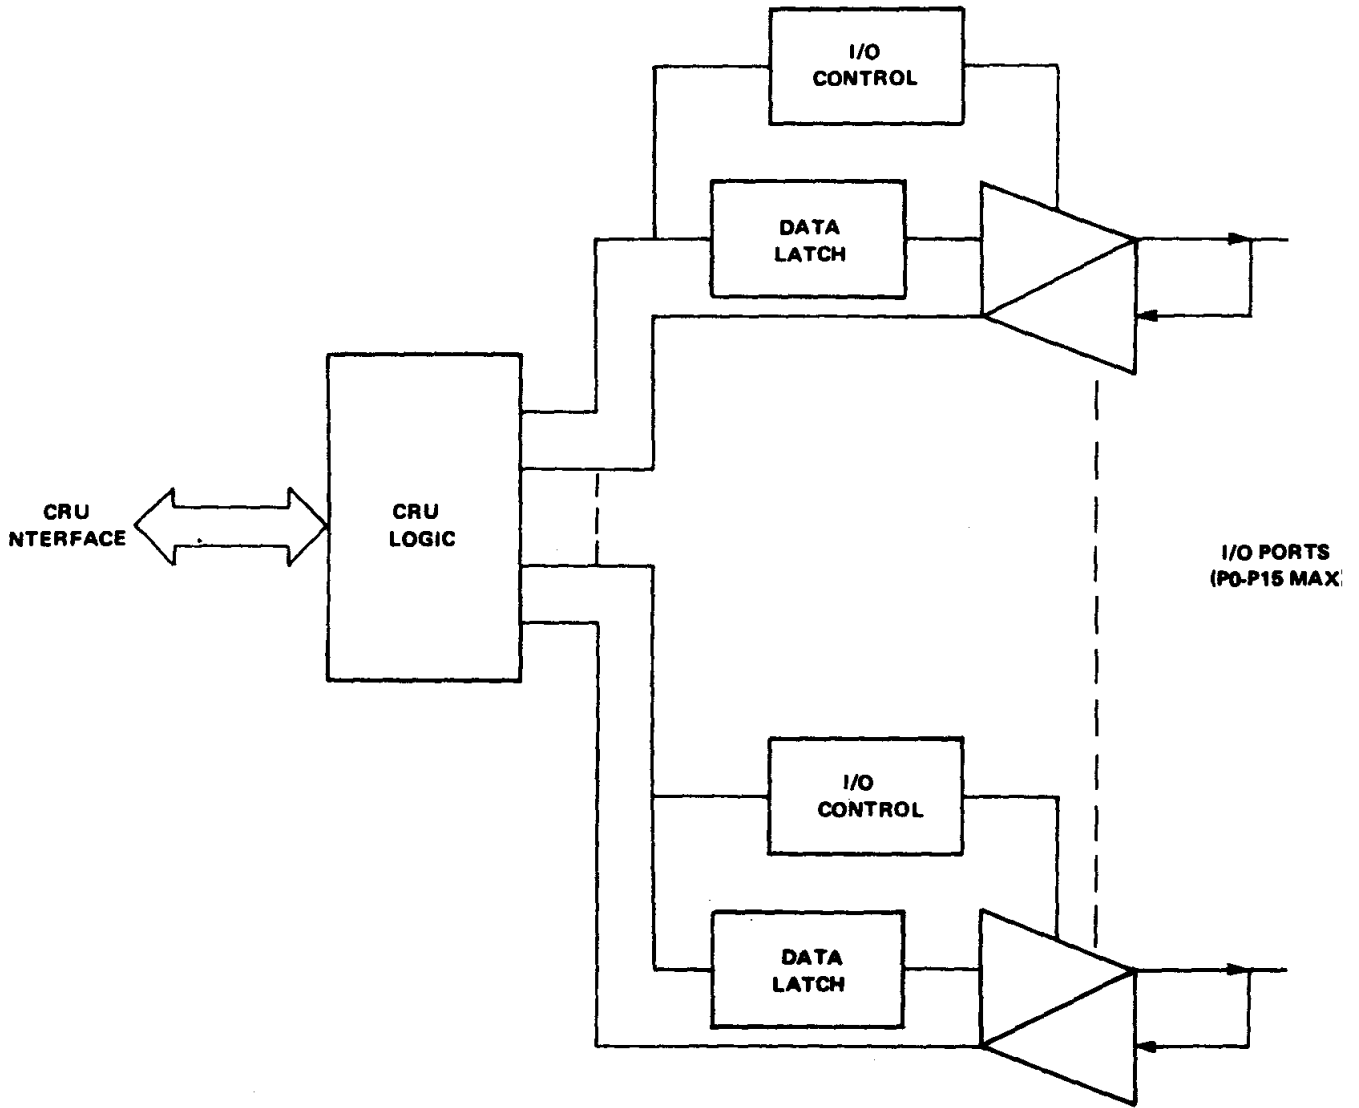 I/O
CONTROL
DATA
LATCH
CRU
NTERFACE
CRU
LOGIC
I/O PORTS
(P0-P15 MAX
I/O
CONTROL
DATA
LATCH